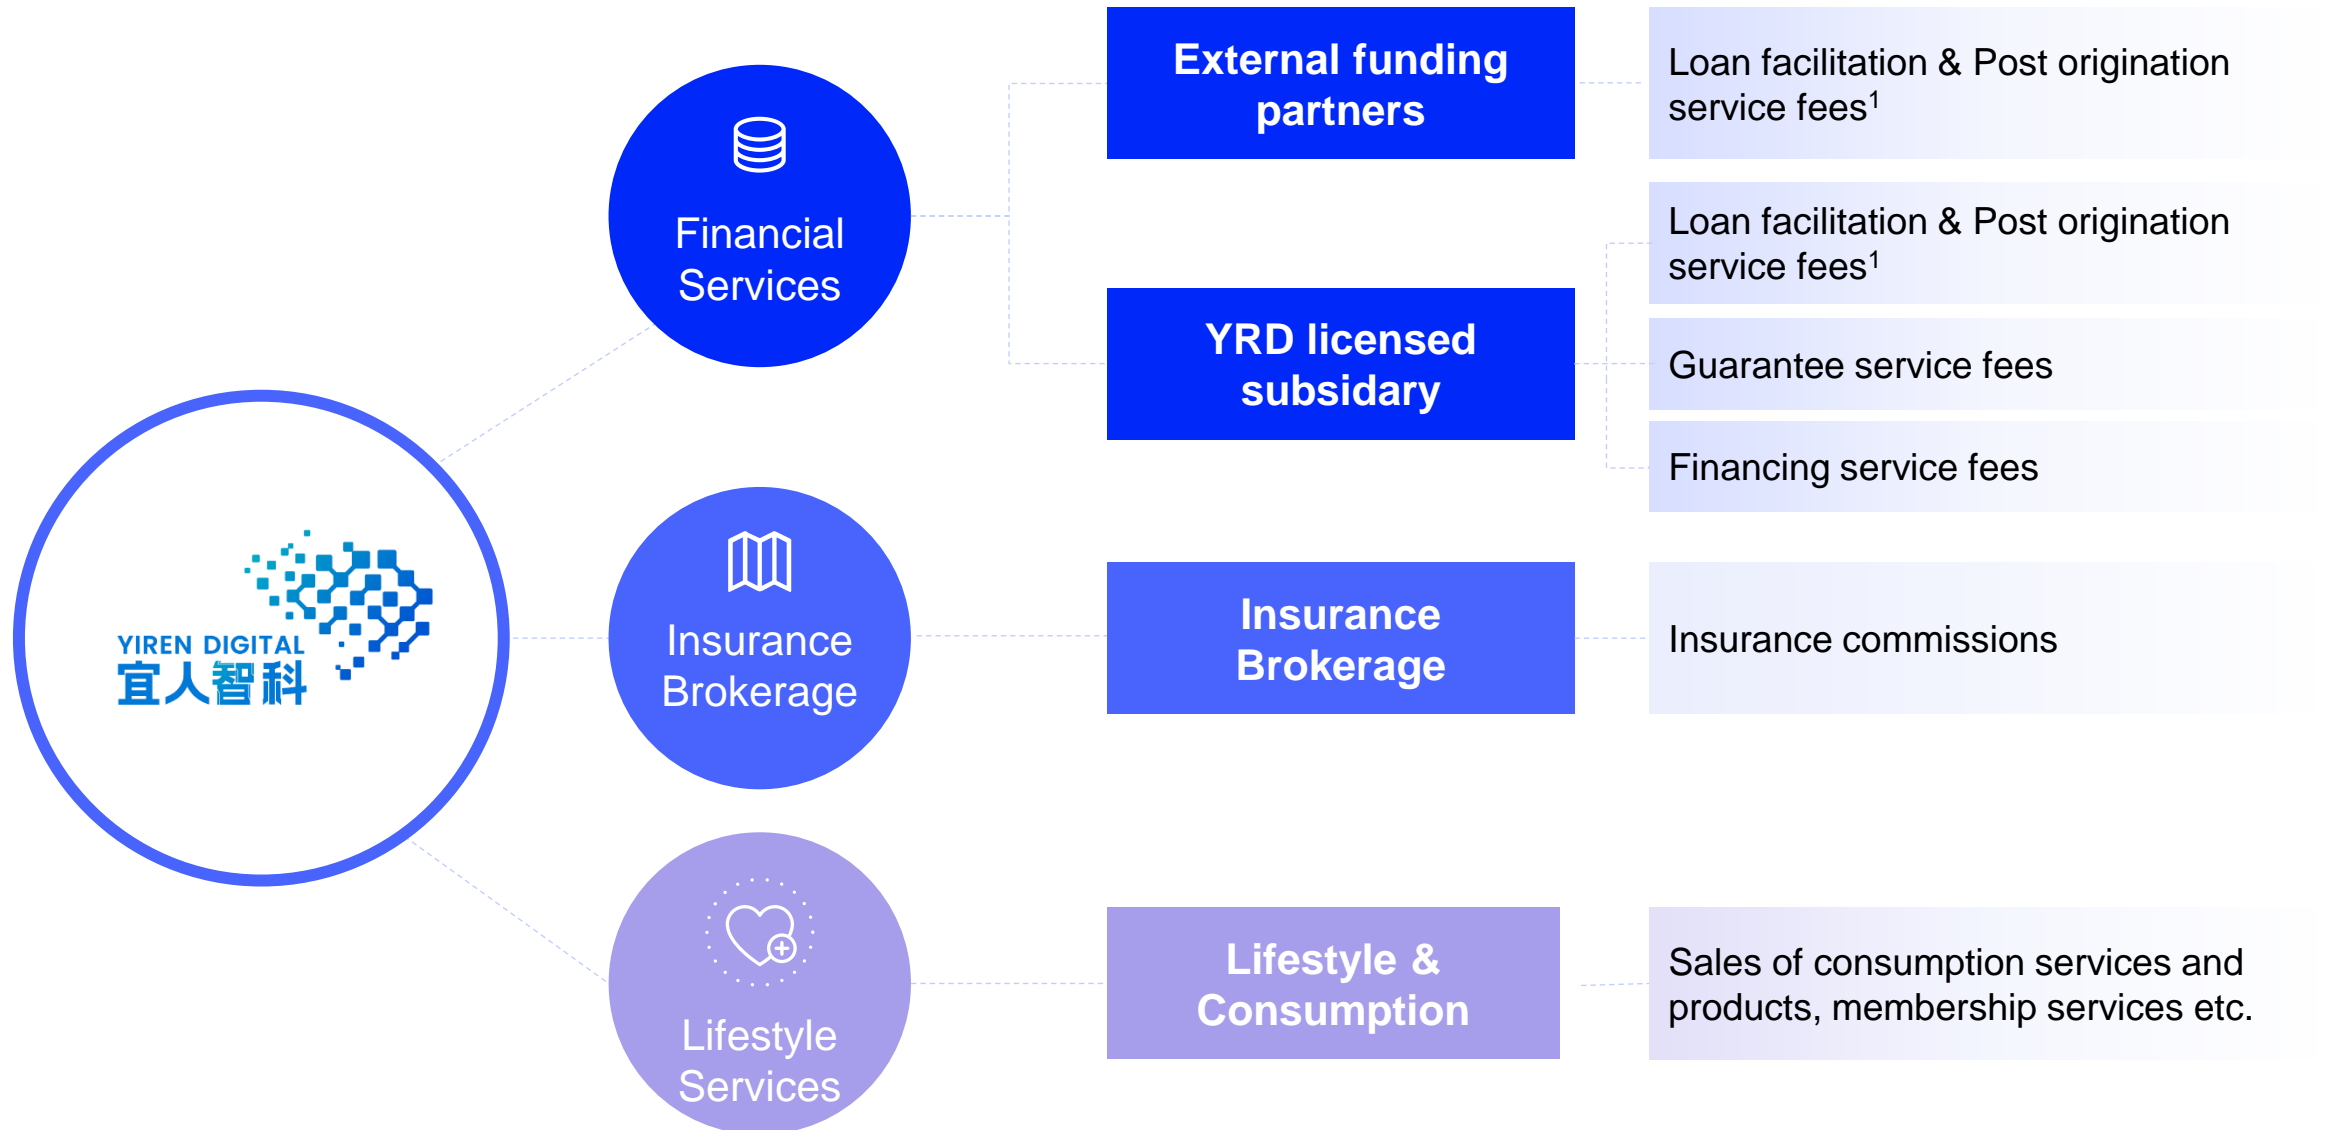 YIREN DIGITAL
宜人智科
Financial
Services
External funding
partners
Loan facilitation & Post origination
service fees¹
YRD licensed
subsidary
Loan facilitation & Post origination
service fees¹
Guarantee service fees
Financing service fees
Insurance
Brokerage
Insurance
Brokerage
Insurance commissions
Lifestyle
Services
Lifestyle &
Consumption
Sales of consumption services and
products, membership services etc.